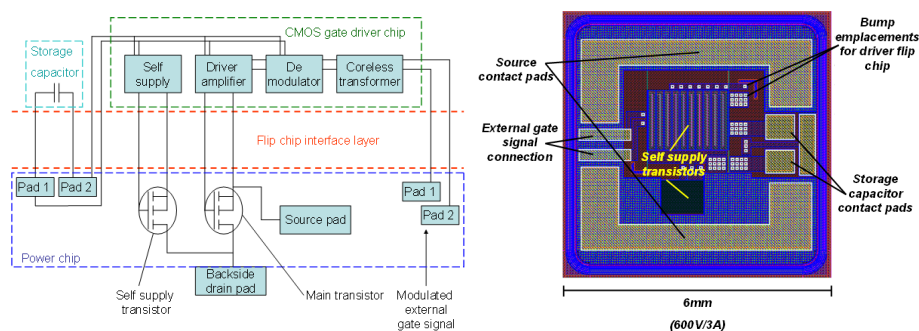 CMOS gate driver chip
Storage
capacitor
Self
supply
Driver
amplifier
De
modulator
Coreless
transformer
Flip chip interface layer
Pad 1
Pad 2
Pad 1
Pad 2
Source pad
Power chip
Backside
drain pad
Self supply
transistor
Main transistor
Modulated
external
gate signal
Source
contact pads
Bump
emplacements
for driver flip
chip
External gate
signal
connection
Self supply
transistors
Storage
capacitor
contact pads
6mm
(600V/3A)